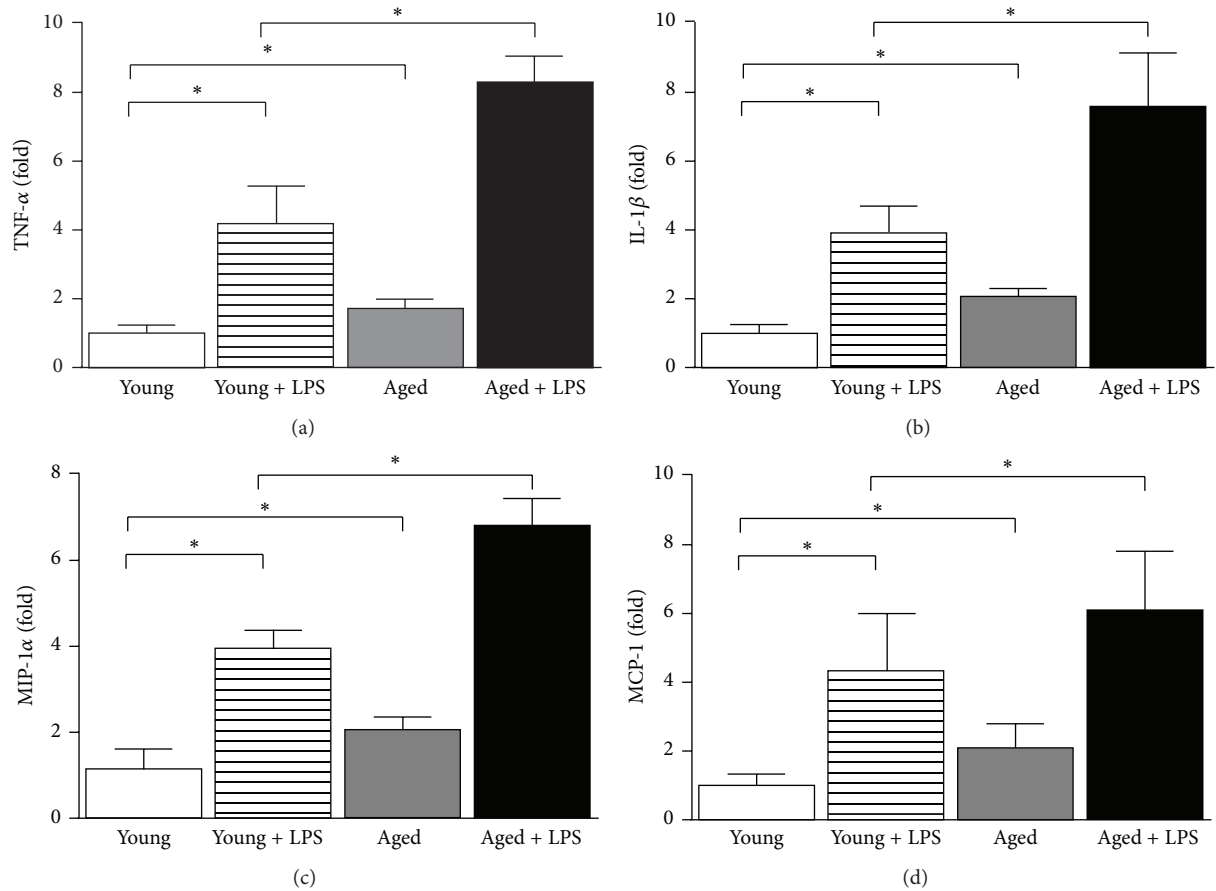 10
8
6
4
2
0
TNF-α (fold)
*
*
*
Young
Young + LPS
Aged
Aged + LPS
(a)
10
8
6
4
2
0
IL-1β (fold)
*
*
*
Young
Young + LPS
Aged
Aged + LPS
(b)
8
6
4
2
0
MIP-1α (fold)
*
*
*
Young
Young + LPS
Aged
Aged + LPS
(c)
10
8
6
4
2
0
MCP-1 (fold)
*
*
*
Young
Young + LPS
Aged
Aged + LPS
(d)